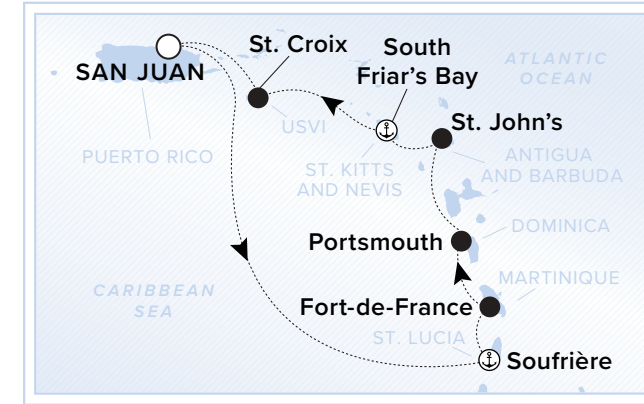 St. Croix
South
Friar's Bay
ATLANTIC
OCEAN
SAN JUAN
USVI
St. John's
PUERTO RICO
ST. KITTS
AND NEVIS
ANTIGUA
AND BARBUDA
Portsmouth
DOMINICA
MARTINIQUE
CARIBBEAN
SEA
Fort-de-France
ST. LUCIA
Soufrière